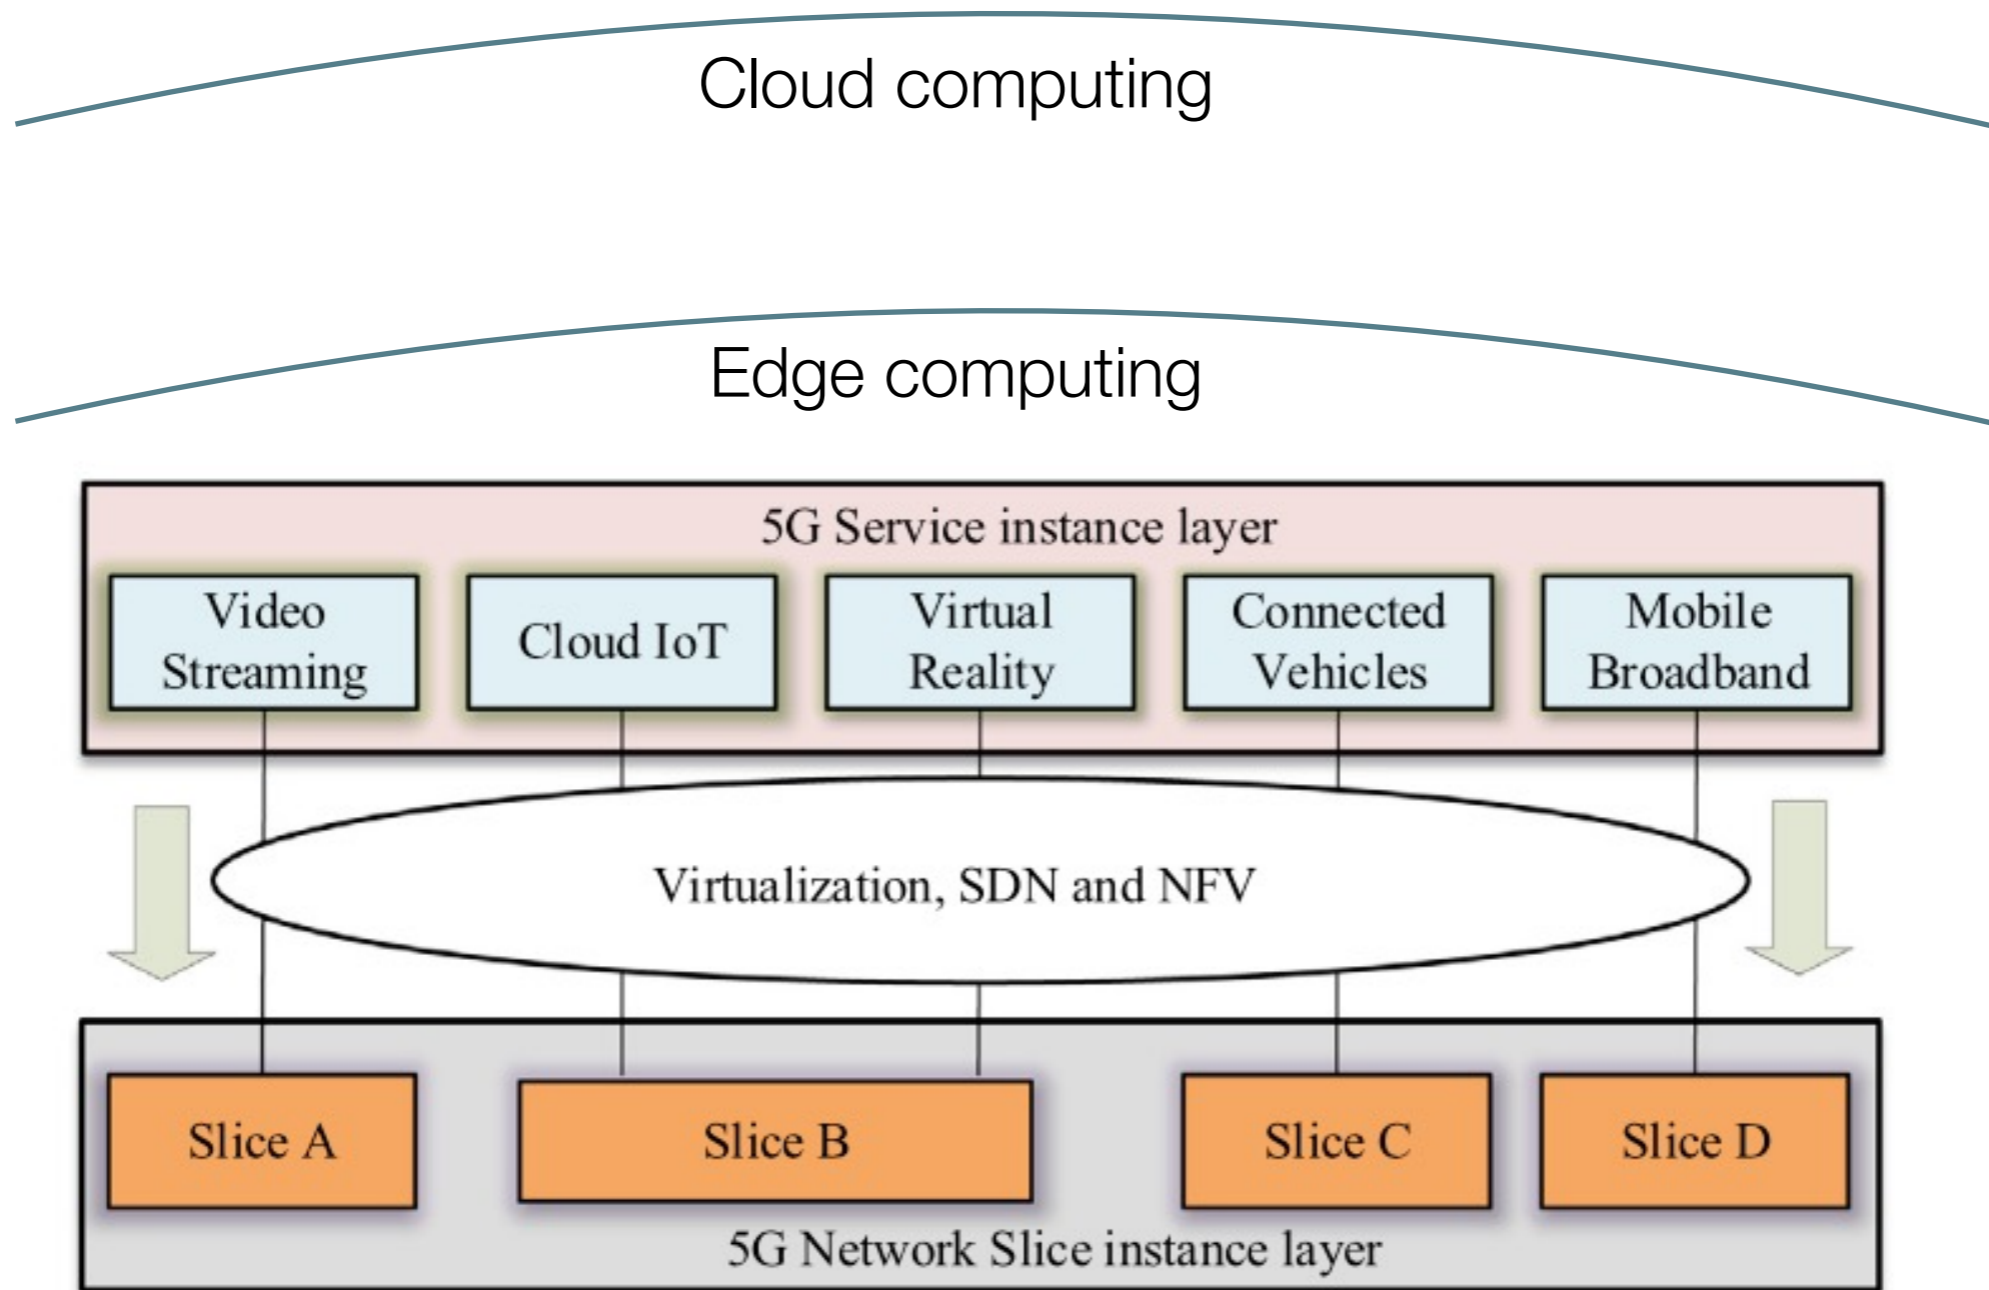 Cloud computing
Edge computing
5G Service instance layer
Video
Streaming
Cloud IoT
Virtual
Reality
Connected
Vehicles
Mobile
Broadband
Virtualization, SDN and NFV
Slice A
Slice B
Slice C
Slice D
5G Network Slice instance layer